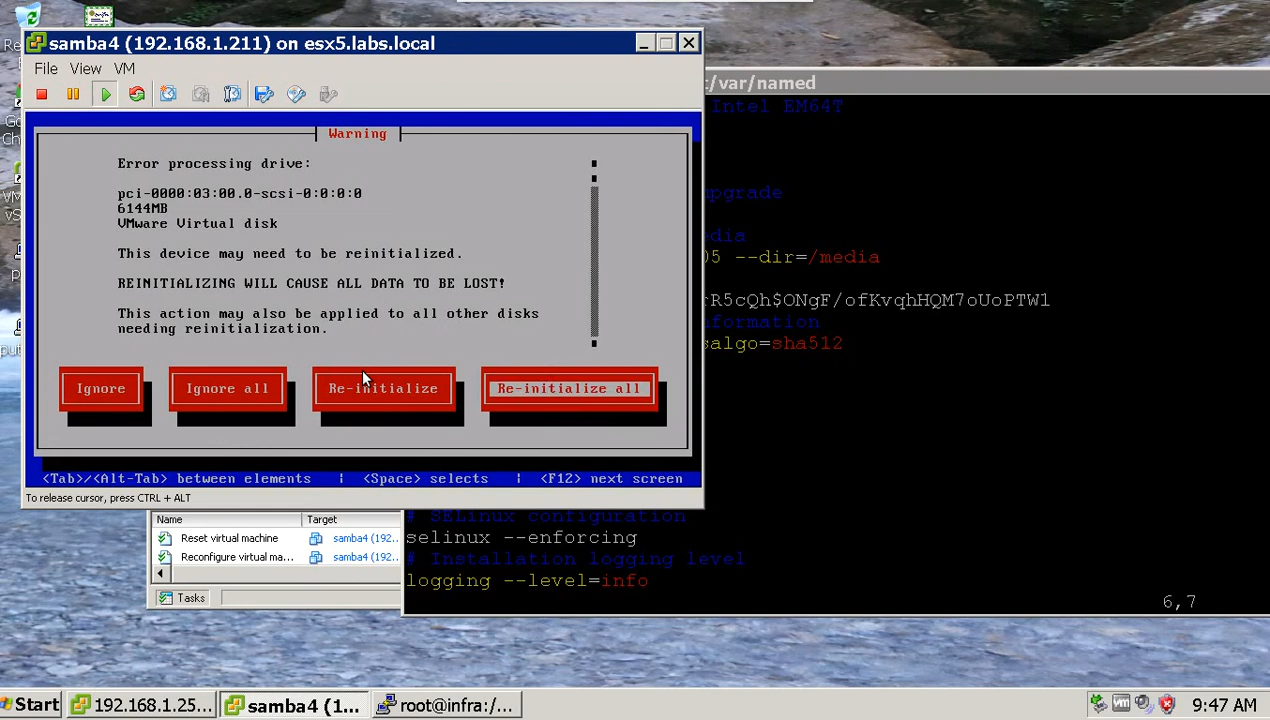 samba4 (192.168.1.211) on esx5.labs.local
File View VM
Warning
Error processing drive:
pci-0000:03:00.0-scsi-0:0:0:0
6144MB
VMware Virtual disk
This device may need to be reinitialized.
REINITIALIZING WILL CAUSE ALL DATA TO BE LOST!
This action may also be applied to all other disks
needing reinitialization.
Ignore Ignore all Re-initialize Re-initialize all
<Tab>/<Alt-Tab> between elements | <Space> selects | <F12> next screen
To release cursor, press CTRL + ALT
/var/named
Intel EM64T
upgrade
05 --dir=/media
rR5cQh$ONgF/ofKvqhHQM7oUoPTW1
salgo=sha512
# SELinux configuration
selinux --enforcing
# Installation logging level
logging --level=info
6,7
Name Target
Reset virtual machine samba4 (192...
Reconfigure virtual ma... samba4 (192...
Tasks
Start 192.168.1.25... samba4 (1... root@infra:/... vm 9:47 AM